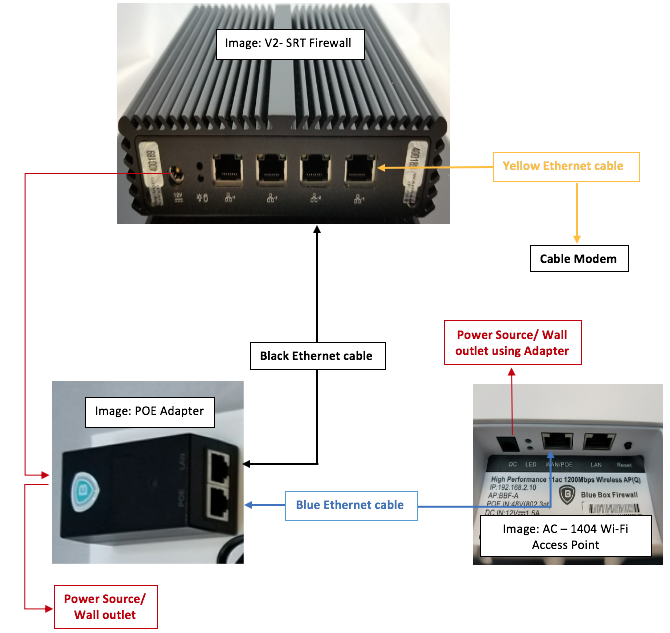 Image: V2- SRT Firewall
12V
Yellow Ethernet cable
Cable Modem
Power Source/ Wall
outlet using Adapter
Black Ethernet cable
Image: POE Adapter
LAN
POE
B
Blue Ethernet cable
DC LED WAN/POE LAN Reset
High Performance 11ac 1200Mbps Wireless AP(Q)
IP:192.168.2.10
AP:BBF-A
POE IN:48V(802.3at)
DC IN:12V⎓1.5A
B
Blue Box Firewall
Image: AC – 1404 Wi-Fi
Access Point
Power Source/
Wall outlet